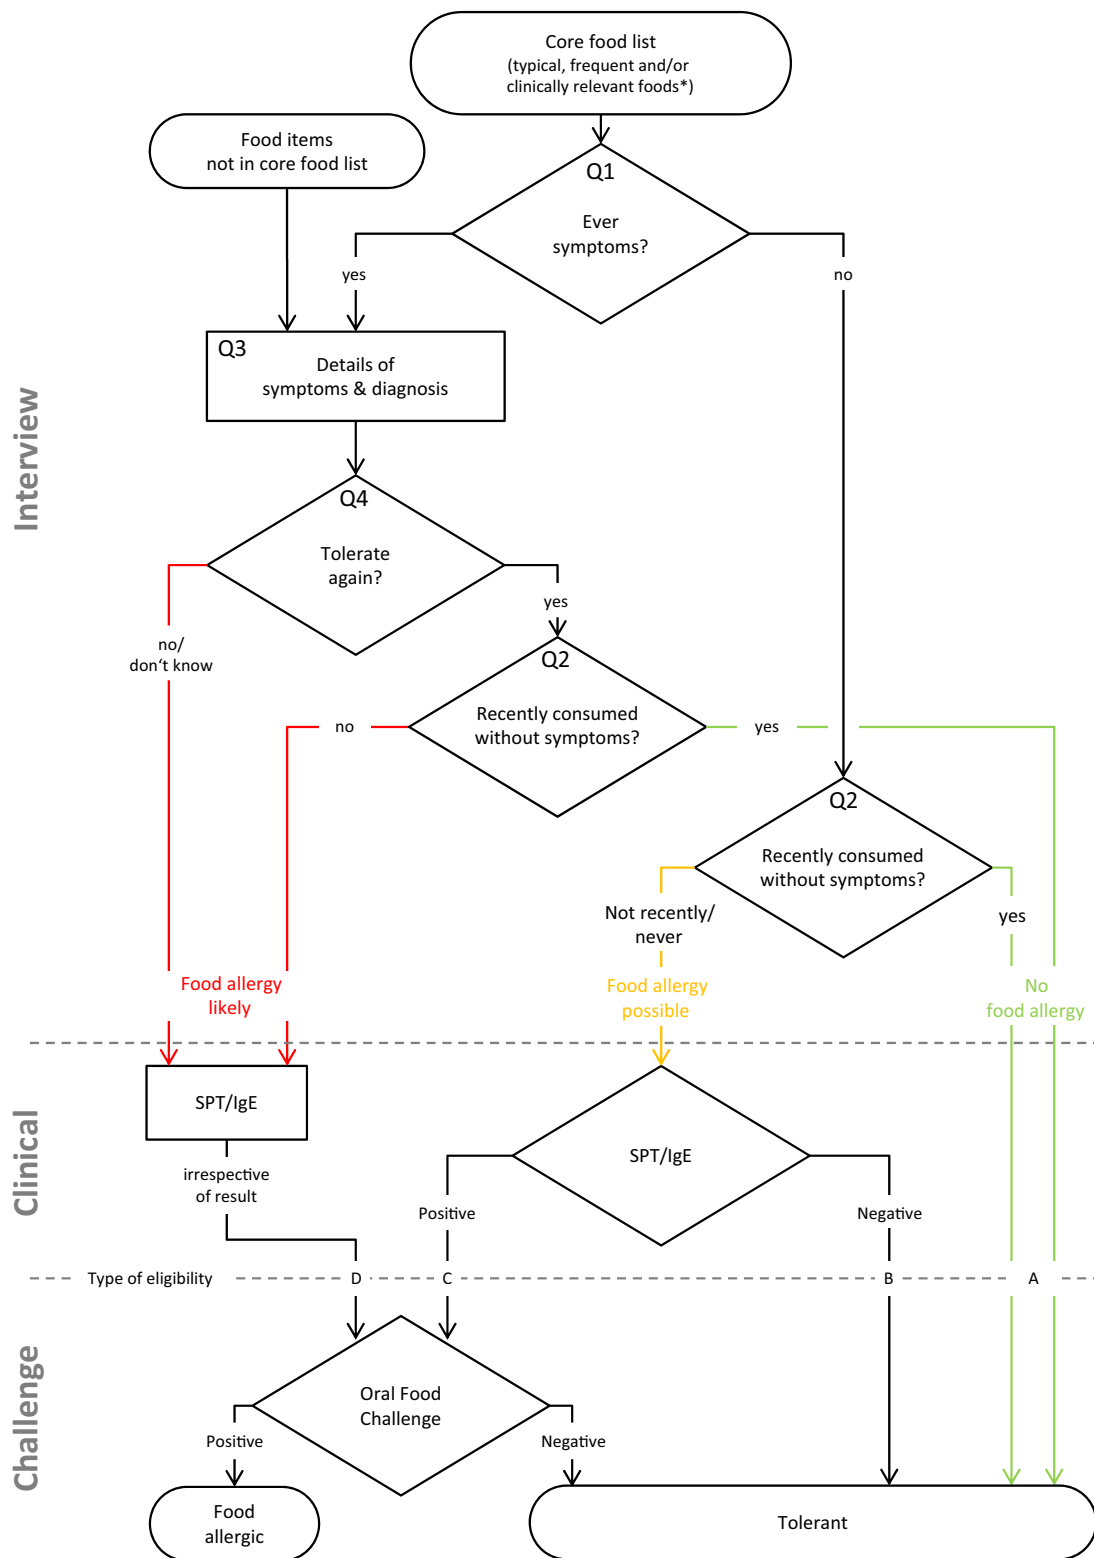 Core food list
(typical, frequent and/or
clinically relevant foods*)
Food items
not in core food list
Q1
Ever
symptoms?
yes
no
Q3
Details of
symptoms & diagnosis
Interview
Q4
Tolerate
again?
no/
don‘t know
yes
Q2
Recently consumed
without symptoms?
no
yes
Q2
Recently consumed
without symptoms?
Not recently/
never
yes
Food allergy
likely
Food allergy
possible
No
food allergy
Clinical
SPT/IgE
irrespective
of result
SPT/IgE
Positive
Negative
Type of eligibility
D
C
B
A
Challenge
Oral Food
Challenge
Positive
Negative
Food
allergic
Tolerant